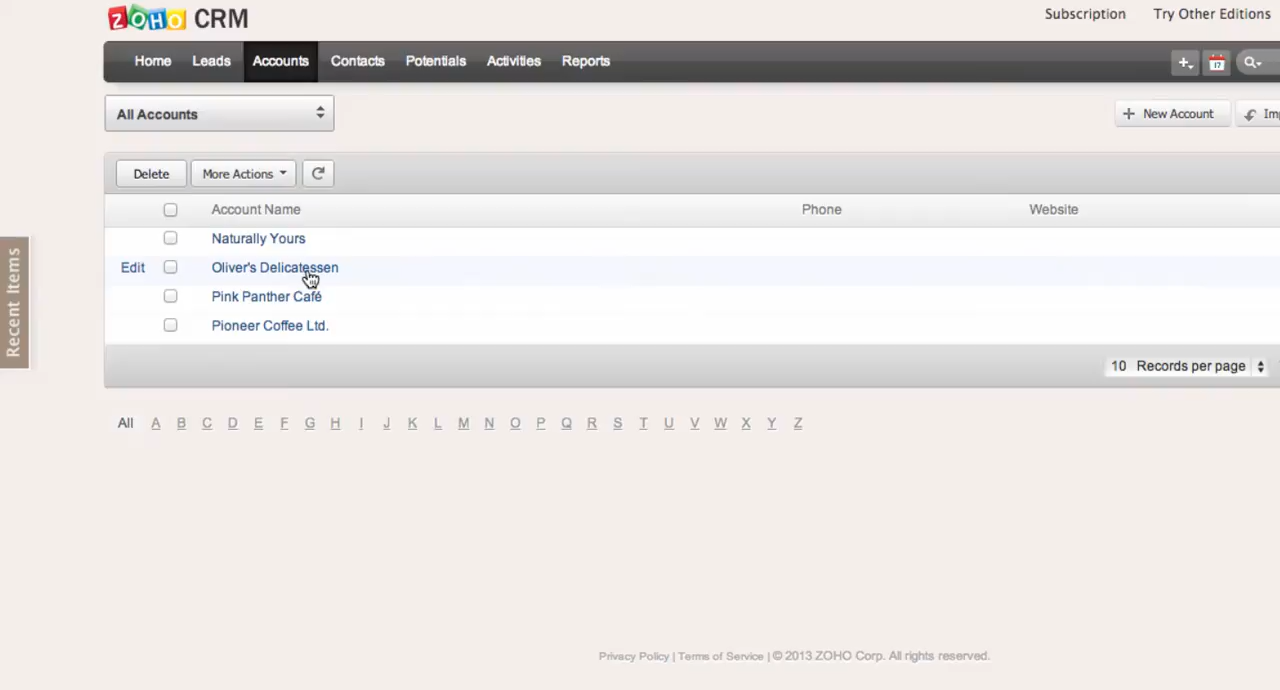 ZOHO CRM
Subscription Try Other Editions
Home Leads Accounts Contacts Potentials Activities Reports
17
All Accounts
New Account
Delete More Actions
Account Name Phone Website
Naturally Yours
Edit Oliver's Delicatessen
Pink Panther Café
Pioneer Coffee Ltd.
Recent Items
10 Records per page
All A B C D E F G H I J K L M N O P Q R S T U V W X Y Z
Privacy Policy | Terms of Service | © 2013 ZOHO Corp. All rights reserved.